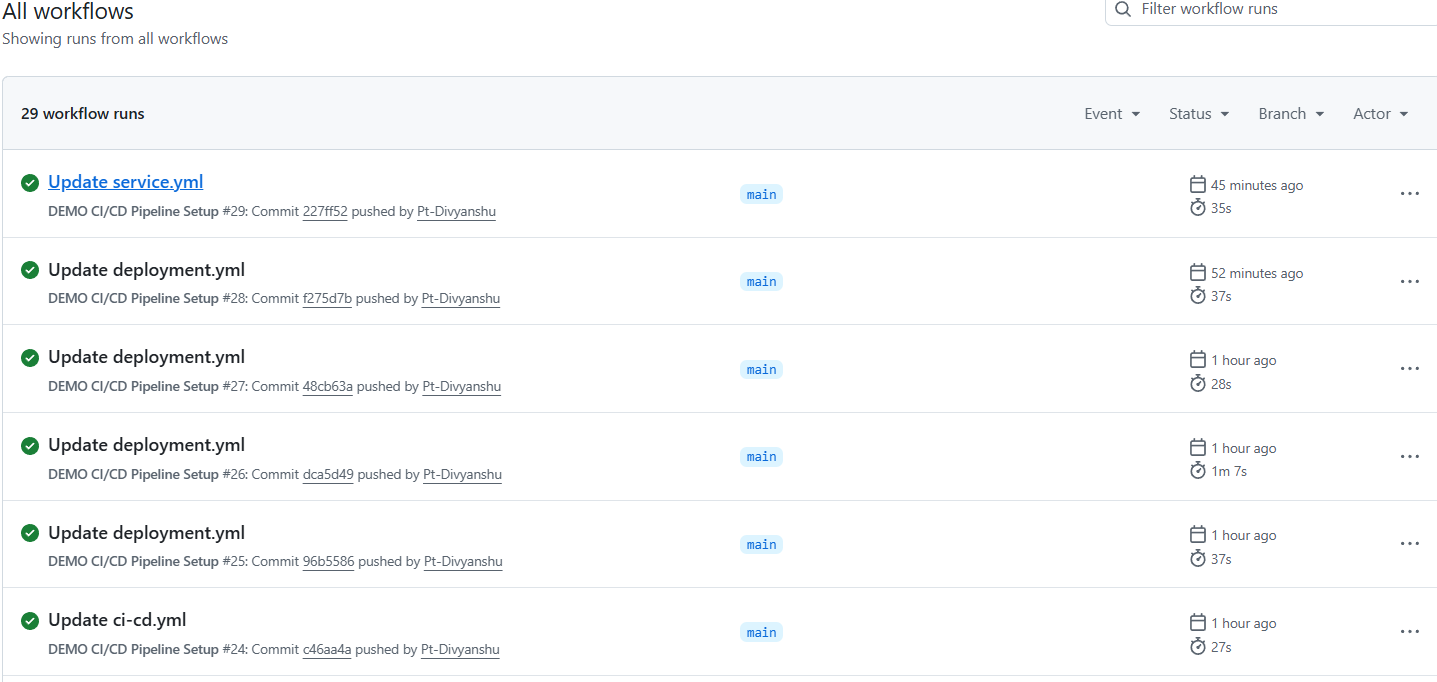 All workflows
Filter workflow runs
Showing runs from all workflows
29 workflow runs
Event Status Branch Actor
Update service.yml
main
45 minutes ago
DEMO CI/CD Pipeline Setup #29: Commit 227ff52 pushed by Pt-Divyanshu
35s
Update deployment.yml
main
52 minutes ago
DEMO CI/CD Pipeline Setup #28: Commit f275d7b pushed by Pt-Divyanshu
37s
Update deployment.yml
main
1 hour ago
DEMO CI/CD Pipeline Setup #27: Commit 48cb63a pushed by Pt-Divyanshu
28s
Update deployment.yml
main
1 hour ago
DEMO CI/CD Pipeline Setup #26: Commit dca5d49 pushed by Pt-Divyanshu
1m 7s
Update deployment.yml
main
1 hour ago
DEMO CI/CD Pipeline Setup #25: Commit 96b5586 pushed by Pt-Divyanshu
37s
Update ci-cd.yml
main
1 hour ago
DEMO CI/CD Pipeline Setup #24: Commit c46aa4a pushed by Pt-Divyanshu
27s